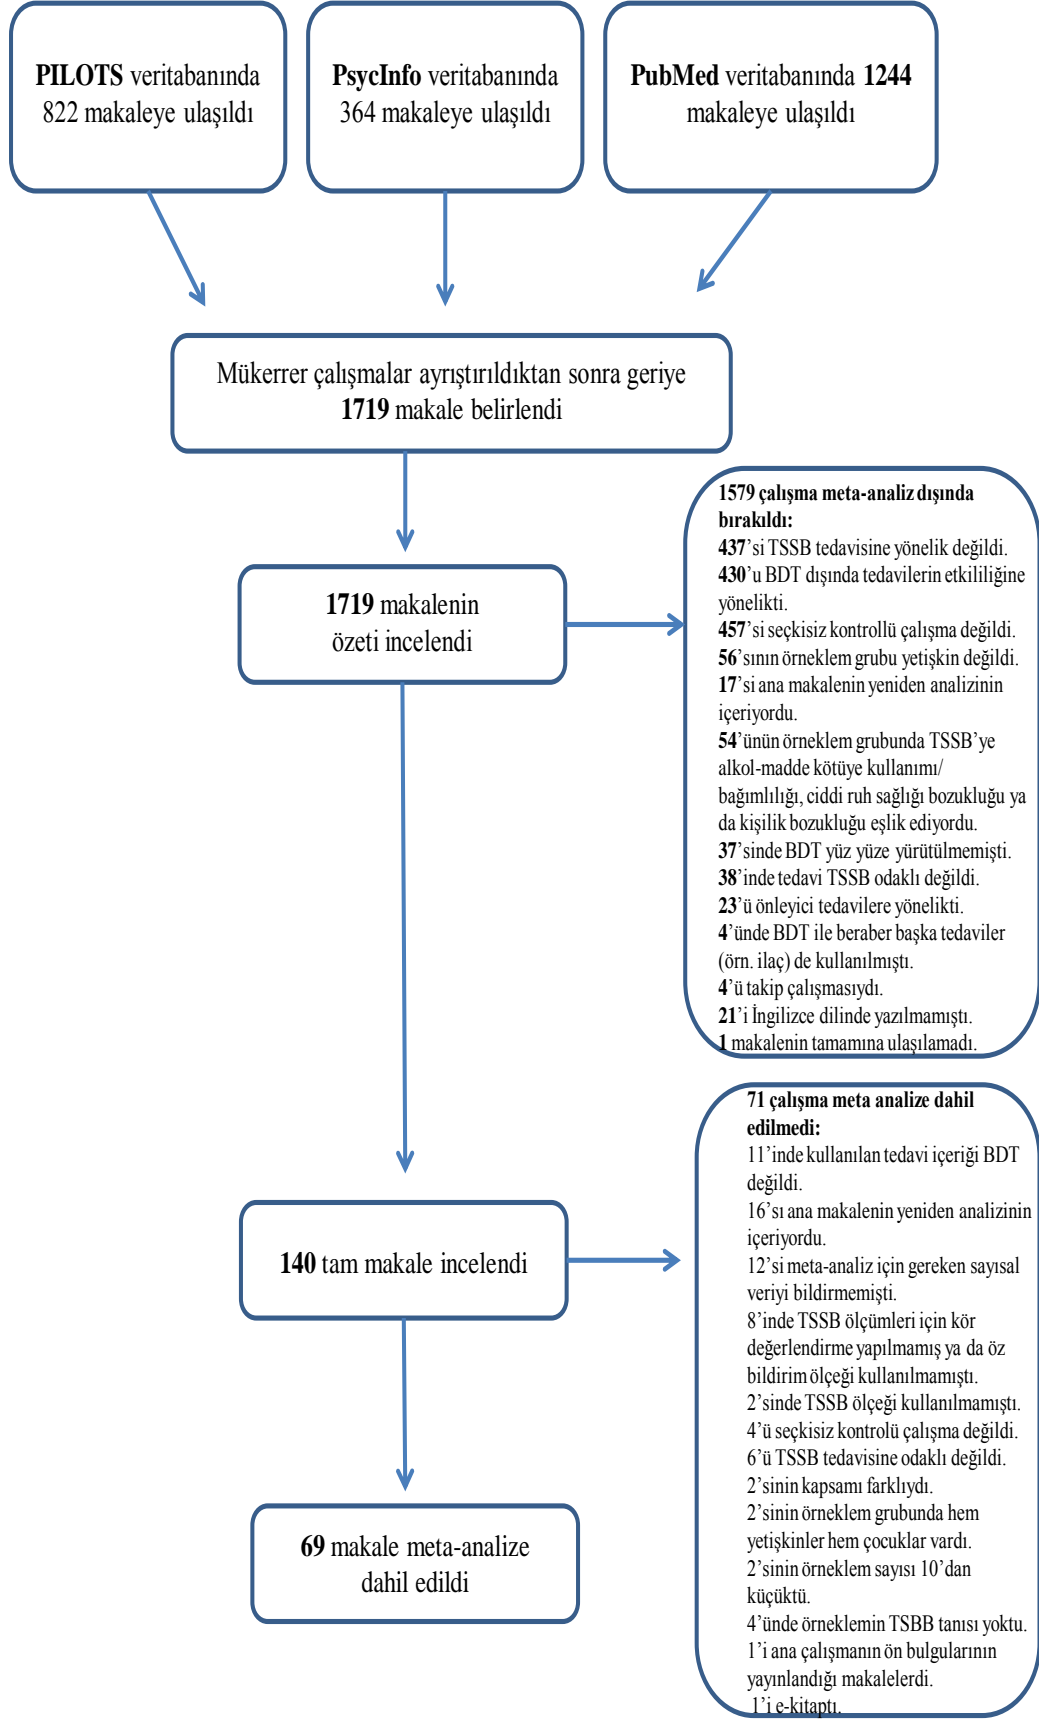 PILOTS veritabanında
822 makaleye ulaşıldı
PsycInfo veritabanında
364 makaleye ulaşıldı
PubMed veritabanında 1244
makaleye ulaşıldı
Mükerrer çalışmalar ayrıştırıldıktan sonra geriye
1719 makale belirlendi
1719 makalenin
özeti incelendi
1579 çalışma meta-analiz dışında
bırakıldı:
437'si TSSB tedavisine yönelik değildi.
430'u BDT dışında tedavilerin etkililiğine
yönelikti.
457'si seçkisiz kontrollü çalışma değildi.
56'sının örneklem grubu yetişkin değildi.
17'si ana makalenin yeniden analizinin
içeriyordu.
54'ünün örneklem grubunda TSSB'ye
alkol-madde kötüye kullanımı/
bağımlılığı, ciddi ruh sağlığı bozukluğu ya
da kişilik bozukluğu eşlik ediyordu.
37'sinde BDT yüz yüze yürütülmemişti.
38'inde tedavi TSSB odaklı değildi.
23'ü önleyici tedavilere yönelikti.
4'ünde BDT ile beraber başka tedaviler
(örn. ilaç) de kullanılmıştı.
4'ü takip çalışmasıydı.
21'i İngilizce dilinde yazılmamıştı.
1 makalenin tamamına ulaşılamadı.
140 tam makale incelendi
71 çalışma meta analize dahil
edilmedi:
11'inde kullanılan tedavi içeriği BDT
değildi.
16'sı ana makalenin yeniden analizinin
içeriyordu.
12'si meta-analiz için gereken sayısal
veriyi bildirmemişti.
8'inde TSSB ölçümleri için kör
değerlendirme yapılmamış ya da öz
bildirim ölçeği kullanılmamıştı.
2'sinde TSSB ölçeği kullanılmamıştı.
4'ü seçkisiz kontrolü çalışma değildi.
6'ü TSSB tedavisine odaklı değildi.
2'sinin kapsamı farklıydı.
2'sinin örneklem grubunda hem
yetişkinler hem çocuklar vardı.
2'sinin örneklem sayısı 10'dan
küçüktü.
4'ünde örneklemin TSBB tanısı yoktu.
1'i ana çalışmanın ön bulgularının
yayınlandığı makalelerdi.
1'i e-kitaptı.
69 makale meta-analize
dahil edildi